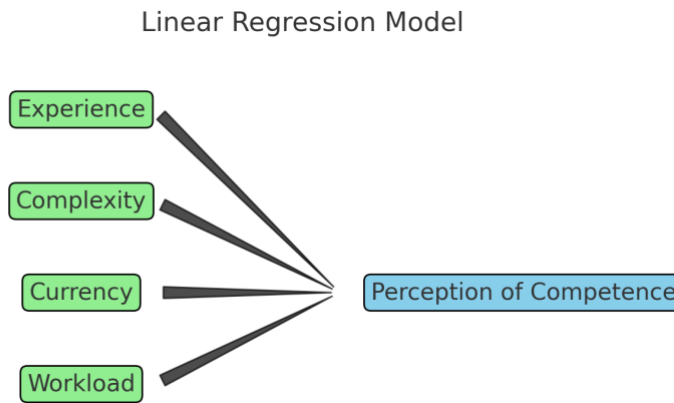 Linear Regression Model
Experience
Complexity
Currency
Perception of Competence
Workload